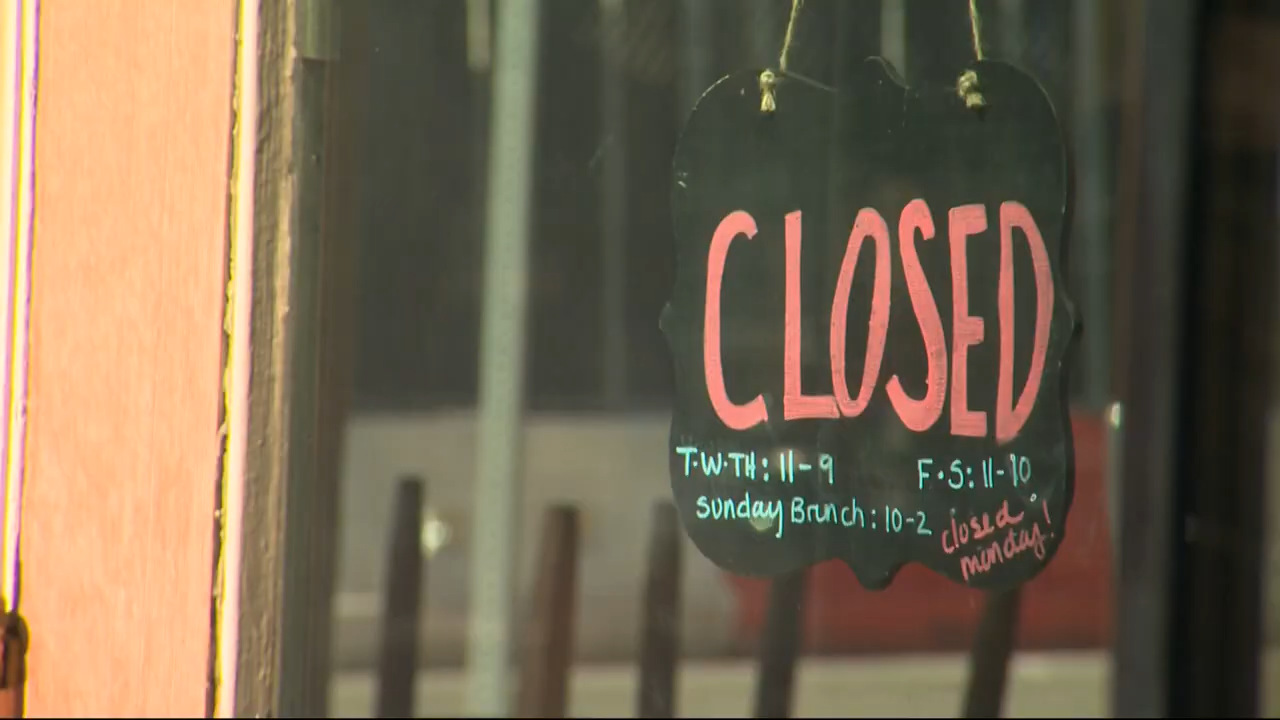 CLOSED
T·W·TH: 11-9 F·S: 11-10
Sunday Brunch: 10-2
closed
monday!